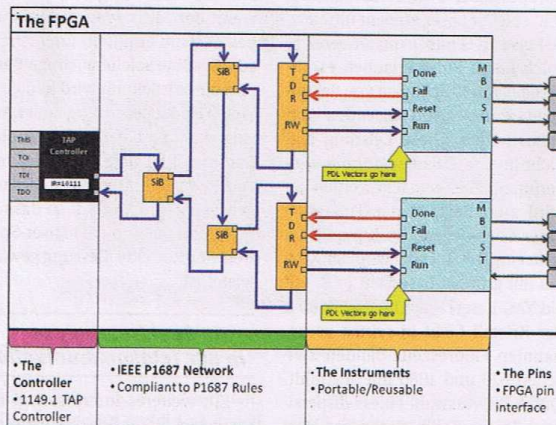 The FPGA
TMS
TCK
TDI
TDO
TAP
Controller
IR=10111
SiB
SiB
SiB
T
D
R
RW
Done
Fail
Reset
Run
M
B
I
S
T
PDL Vectors go here
T
D
R
RW
Done
Fail
Reset
Run
M
B
I
S
T
PDL Vectors go here
• The
Controller
• 1149.1 TAP
Controller
• IEEE P1687 Network
• Compliant to P1687 Rules
• The Instruments
• Portable/Reusable
• The Pins
• FPGA pin
interface